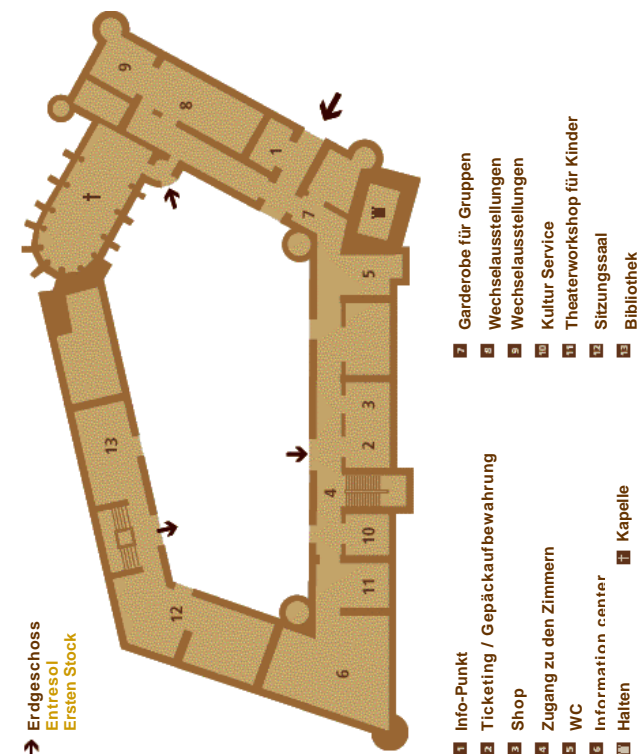 Erdgeschoss
Entresol
Ersten Stock
1 Info-Punkt
2 Ticketing / Gepäckaufbewahrung
3 Shop
4 Zugang zu den Zimmern
5 WC
6 Information center
Halten
† Kapelle
7 Garderobe für Gruppen
8 Wechselausstellungen
9 Wechselausstellungen
10 Kultur Service
11 Theaterworkshop für Kinder
12 Sitzungssaal
13 Bibliothek
9
8
1
7
†
5
3
2
4
10
11
6
12
13